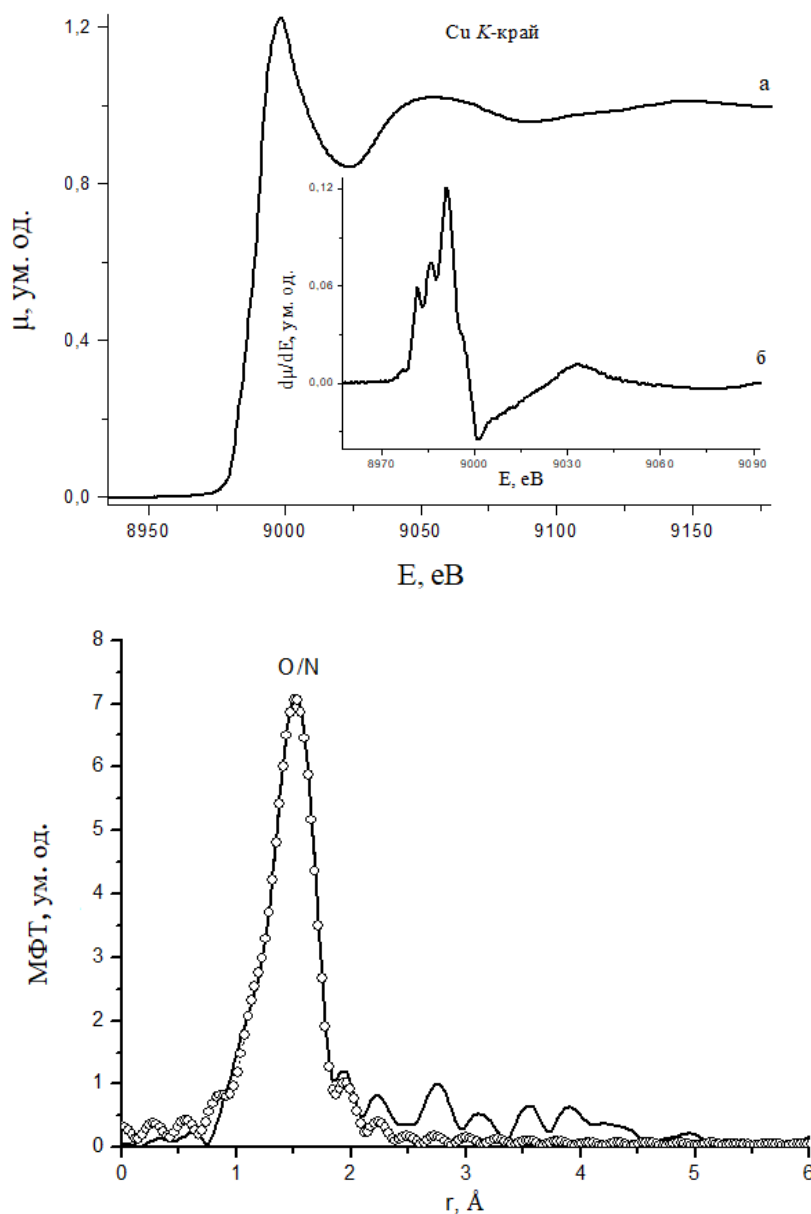 Cu K-край
а
1,2
0,8
0,4
0,0
μ, ум. од.
0,12
0,06
0,00
dμ/dE, ум. од.
б
8970 9000 9030 9060 9090
E, еВ
8950 9000 9050 9100 9150
E, еВ
8
7
6
5
4
3
2
1
0
O/N
МФТ, ум. од.
0 1 2 3 4 5 6
r, Å